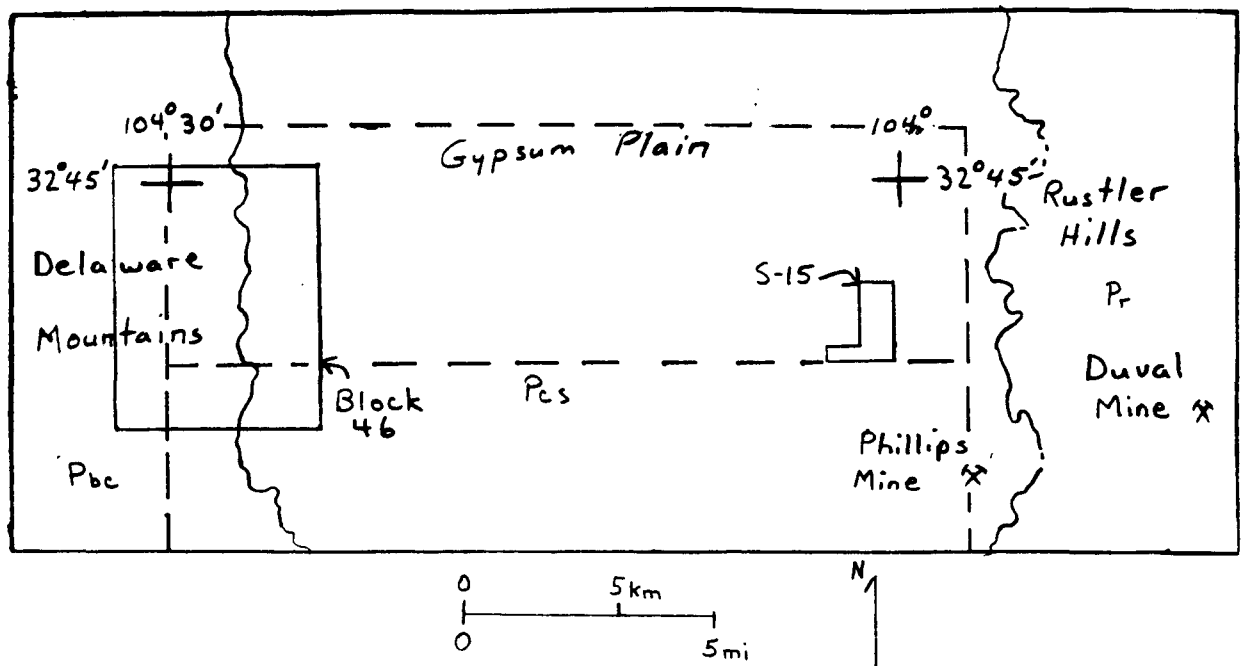 104° 30'
104°
Gypsum Plain
32°45'
32°45'
Rustler
Hills
Delaware
Mountains
S-15
Pr
Block
46
Pcs
Duval
Mine
Phillips
Mine
Pbc
0 5km
0 5mi
N